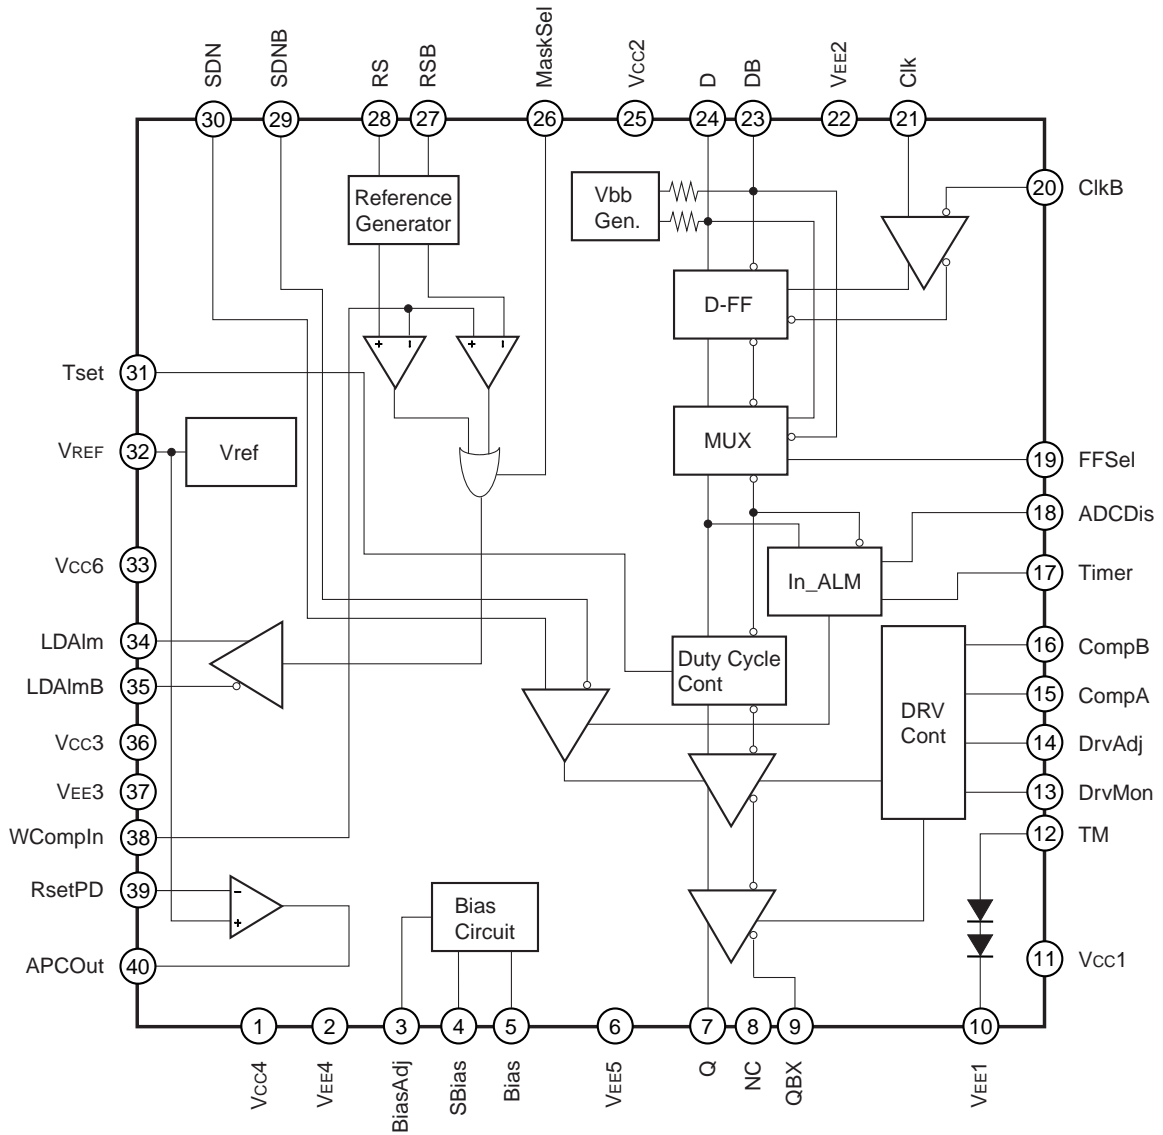 SDN
SDNB
RS
RSB
MaskSel
VCC2
D
DB
VEE2
Clk
30
29
28
27
26
25
24
23
22
21
20 ClkB
Reference
Generator
Vbb
Gen.
D-FF
+ –
+ –
Tset 31
MUX
VREF 32
Vref
19 FFSel
18 ADCDis
VCC6 33
In_ALM
17 Timer
LDAlm 34
LDAlmB 35
Duty Cycle
Cont
16 CompB
15 CompA
DRV
Cont
VCC3 36
14 DrvAdj
VEE3 37
13 DrvMon
WCompIn 38
12 TM
RsetPD 39
–
+
Bias
Circuit
APCOut 40
11 VCC1
1
2
3
4
5
6
7
8
9
10
VCC4
VEE4
BiasAdj
SBias
Bias
VEE5
Q
NC
QBX
VEE1